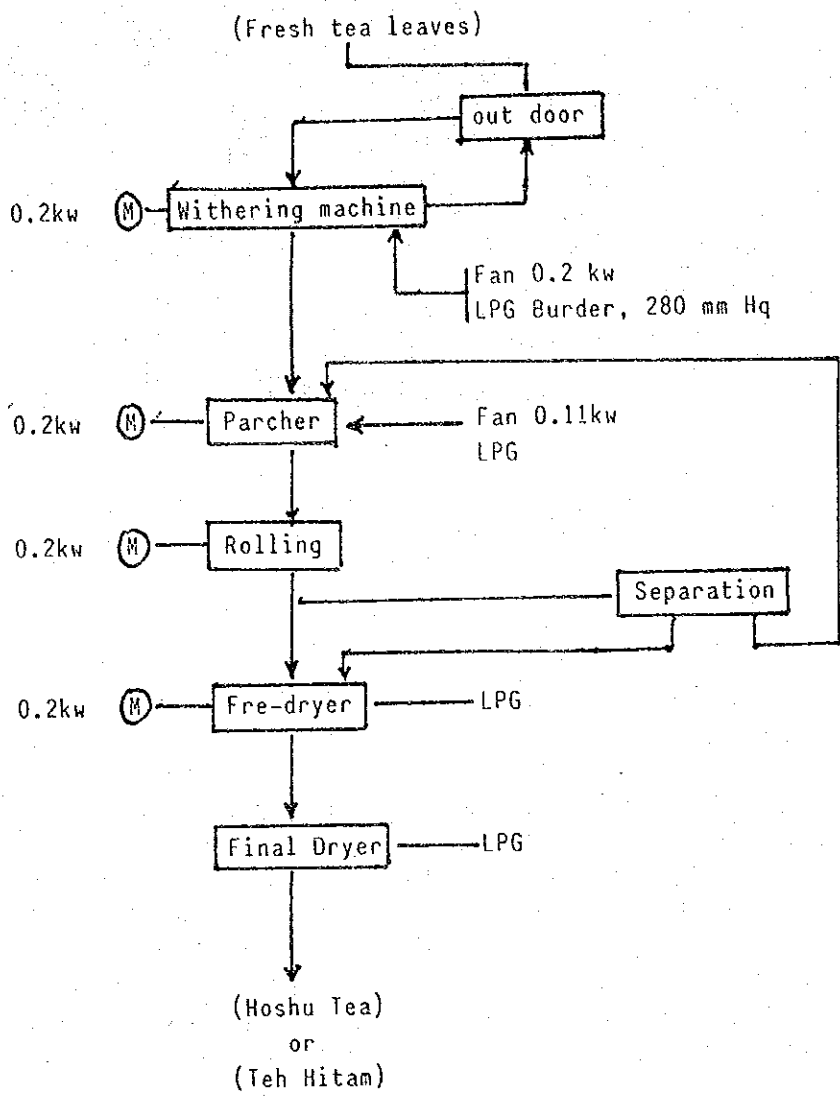 (Fresh tea leaves)
out door
0.2kw M Withering machine
Fan 0.2 kw
LPG Burder, 280 mm Hq
0.2kw M Parcher
Fan 0.11kw
LPG
0.2kw M Rolling
Separation
0.2kw M Fre-dryer LPG
Final Dryer LPG
(Hoshu Tea)
or
(Teh Hitam)